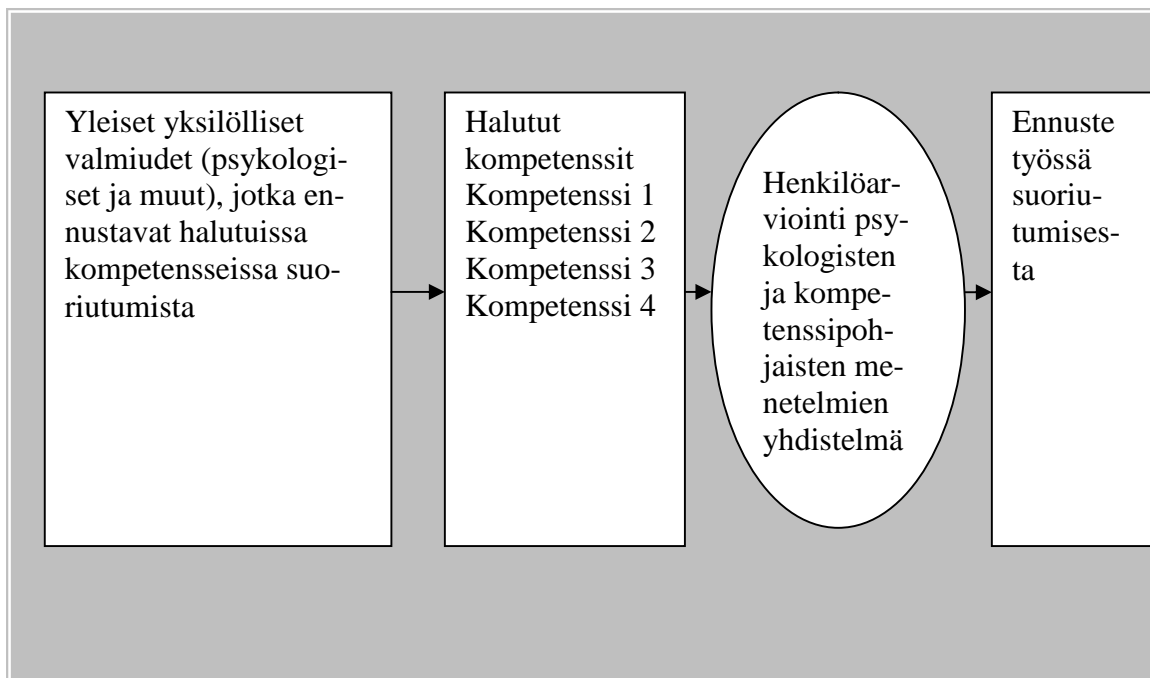 Yleiset yksilölliset
valmiudet (psykologi-
set ja muut), jotka en-
nustavat halutuissa
kompetensseissa suo-
riutumista
Halutut
kompetenssit
Kompetenssi 1
Kompetenssi 2
Kompetenssi 3
Kompetenssi 4
Henkilöar-
viointi psy-
kologisten
ja kompe-
tenssipoh-
jaisten me-
netelmien
yhdistelmä
Ennuste
työssä
suoriu-
tumises-
ta